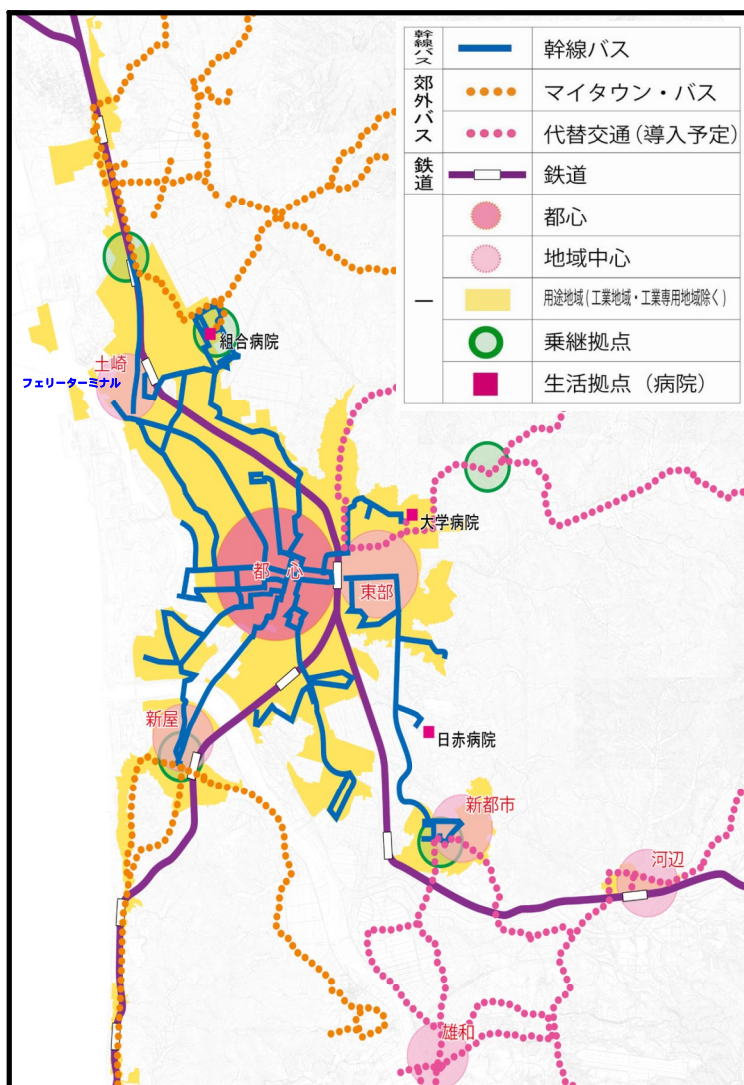 幹線バス
幹線バス
郊外バス
マイタウン・バス
代替交通（導入予定）
鉄道
鉄道
都心
地域中心
用途地域（工業地域・工業専用地域除く）
乗継拠点
生活拠点（病院）
組合病院
土崎
フェリーターミナル
大学病院
都心
東部
新屋
日赤病院
新都市
河辺
雄和